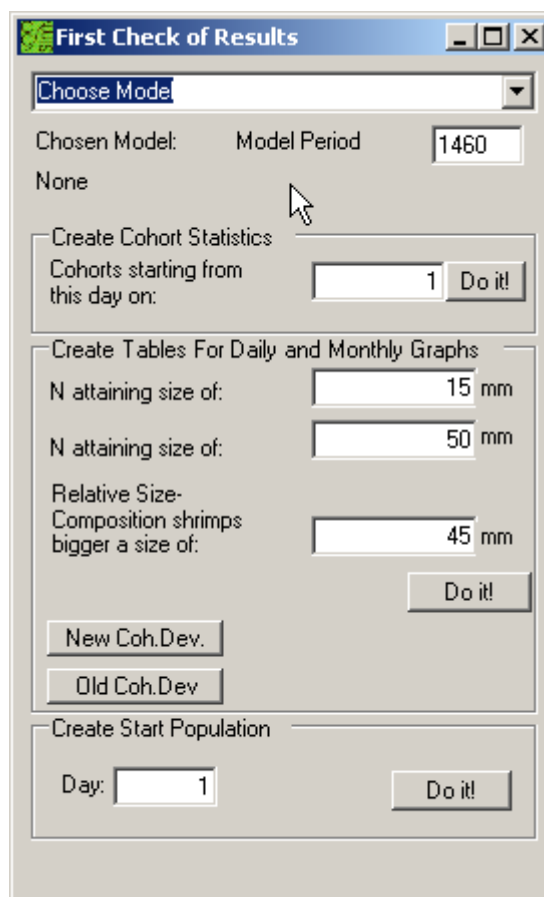 First Check of Results
Choose Model
Chosen Model: Model Period 1460
None
Create Cohort Statistics
Cohorts starting from
this day on: 1 Do it!
Create Tables For Daily and Monthly Graphs
N attaining size of: 15 mm
N attaining size of: 50 mm
Relative Size-
Composition shrimps
bigger a size of: 45 mm
Do it!
New Coh.Dev.
Old Coh.Dev
Create Start Population
Day: 1 Do it!